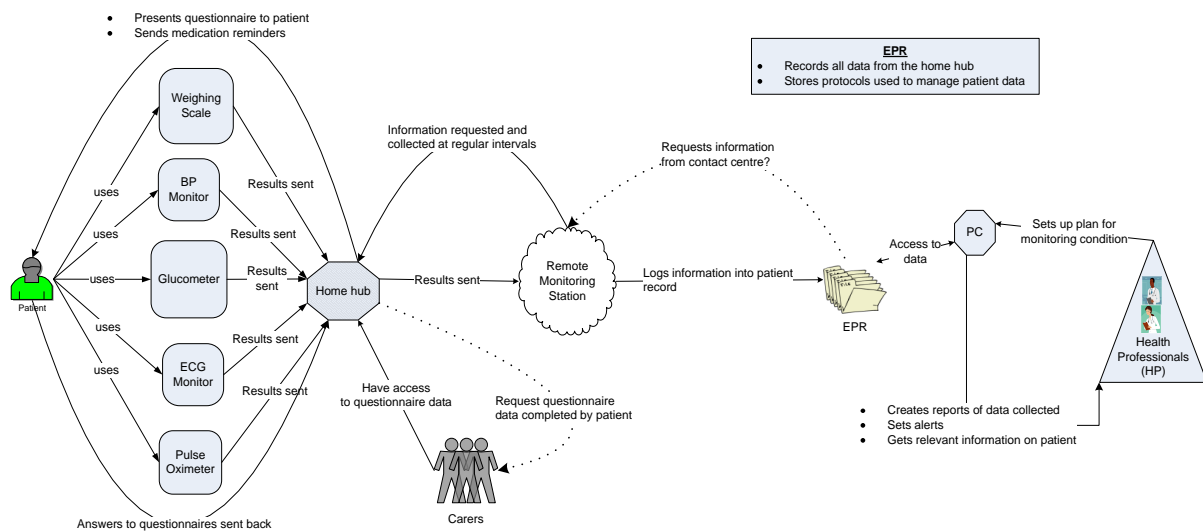 • Presents questionnaire to patient
• Sends medication reminders
EPR
• Records all data from the home hub
• Stores protocols used to manage patient data
Weighing
Scale
Information requested and
collected at regular intervals
Requests information
from contact centre?
uses
BP
Monitor
Results sent
uses
Results sent
PC
Sets up plan for
monitoring condition
Access to
data
Patient
uses
Glucometer
Results
sent
Home hub
Results sent
Remote
Monitoring
Station
Logs information into patient
record
EPR
uses
ECG
Monitor
Results sent
Health
Professionals
(HP)
uses
Results sent
Have access
to questionnaire data
Request questionnaire
data completed by patient
• Creates reports of data collected
• Sets alerts
• Gets relevant information on patient
Pulse
Oximeter
Carers
Answers to questionnaires sent back